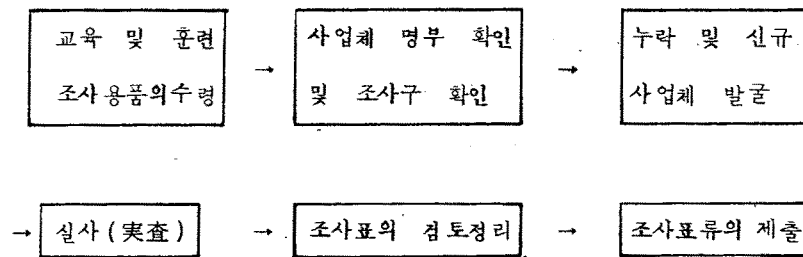 교육 및 훈련
조사용품의수령
→
사업체 명부 확인
및 조사구 확인
→
누락 및 신규
사업체 발굴
→
실사(実査)
→
조사표의 검토정리
→
조사표류의 제출